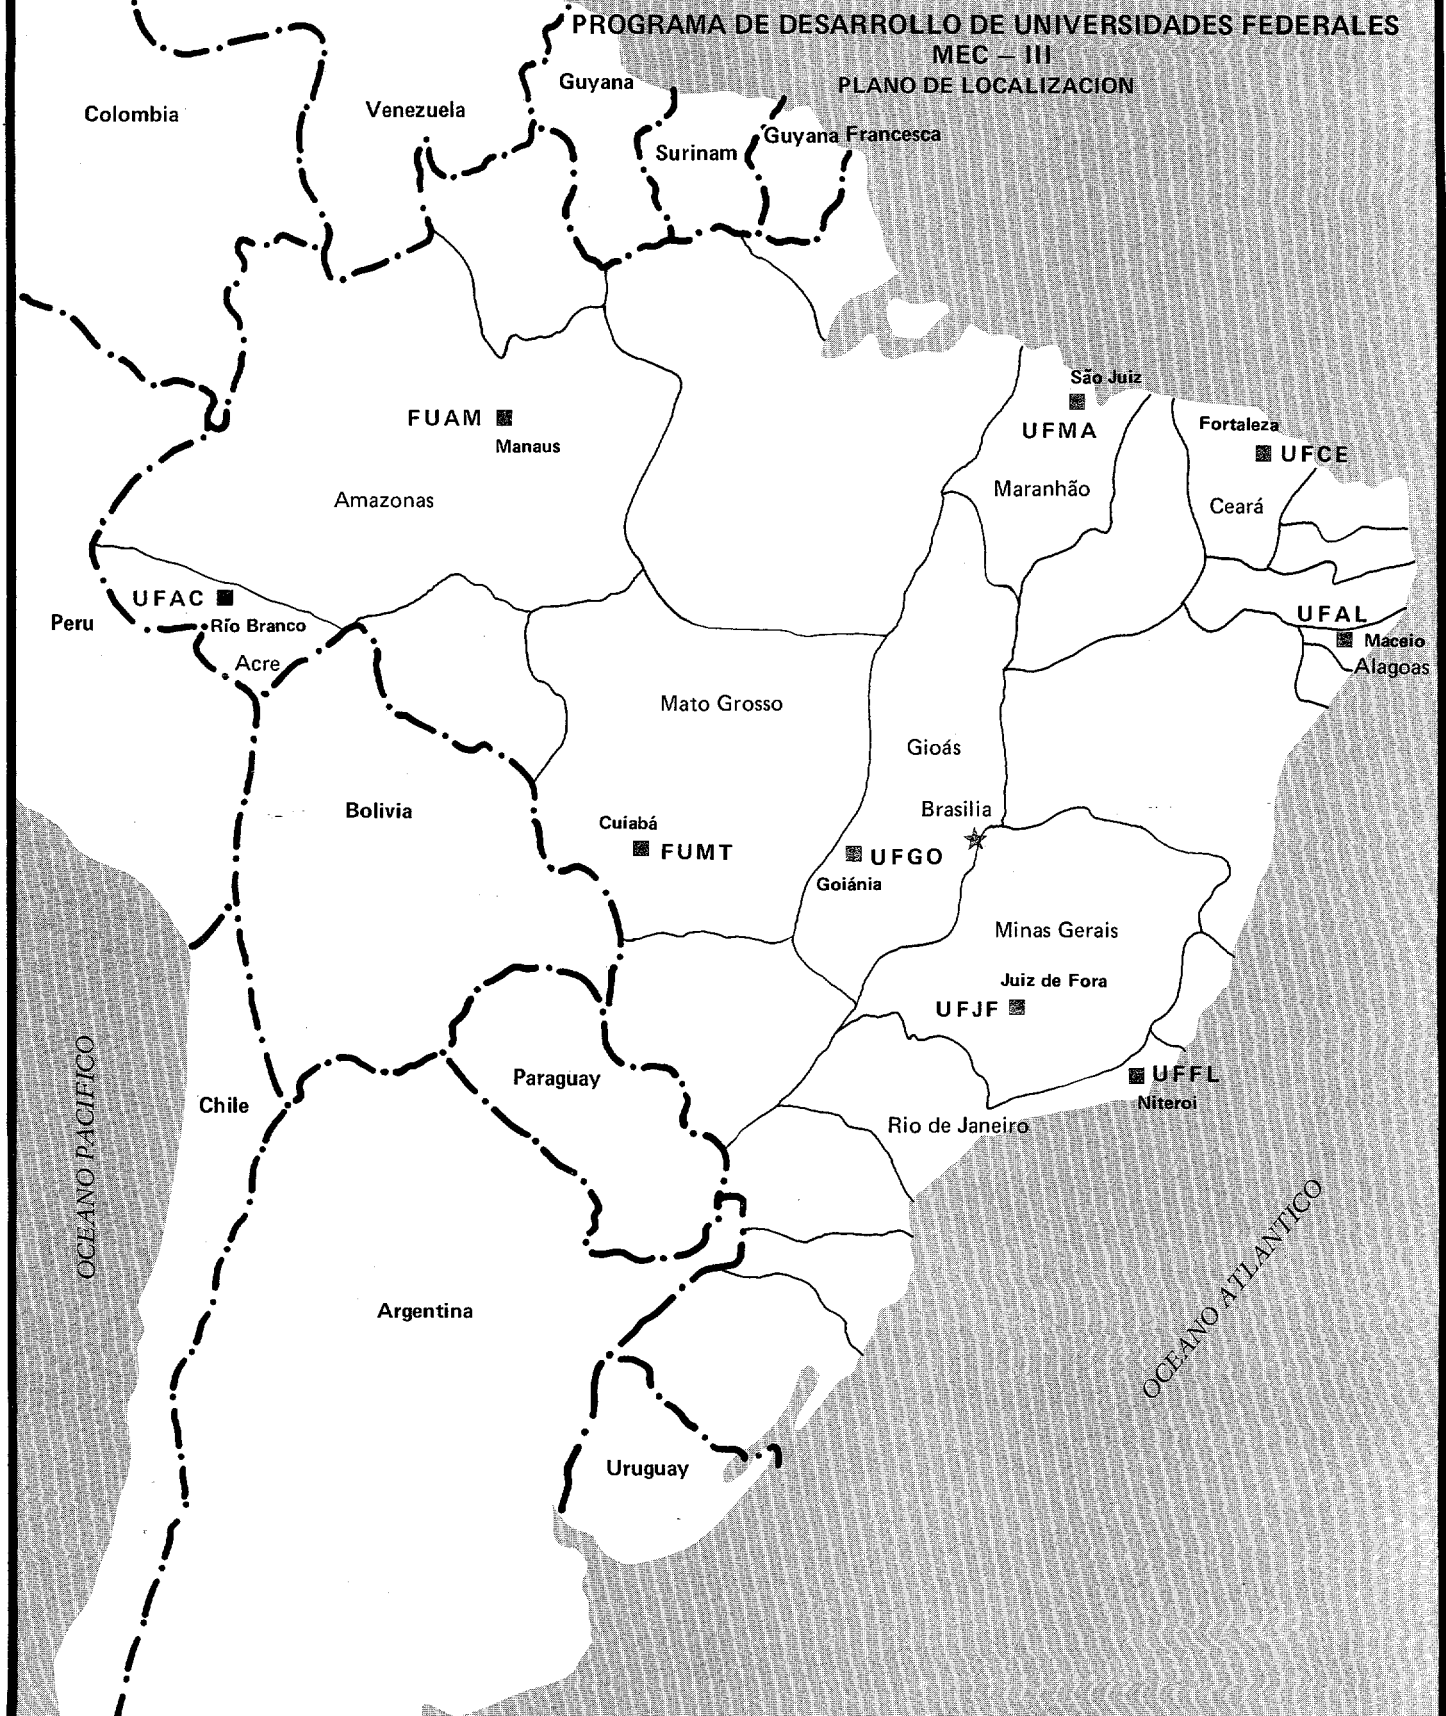 PROGRAMA DE DESARROLLO DE UNIVERSIDADES FEDERALES
MEC — III
PLANO DE LOCALIZACION
Guyana
Colombia
Venezuela
Guyana Francesca
Surinam
São Juiz
FUAM
Manaus
UFMA
Fortaleza
UFCE
Maranhão
Amazonas
Ceará
UFAC
Río Branco
Peru
UFAL
Maceio
Acre
Alagoas
Mato Grosso
Gioás
Bolivia
Brasilia
Cuiabá
FUMT
UFGO
Goiánia
Minas Gerais
Juiz de Fora
UFJF
UFFL
Niteroi
Paraguay
Chile
Rio de Janeiro
OCEANO PACIFICO
OCEANO ATLANTICO
Argentina
Uruguay